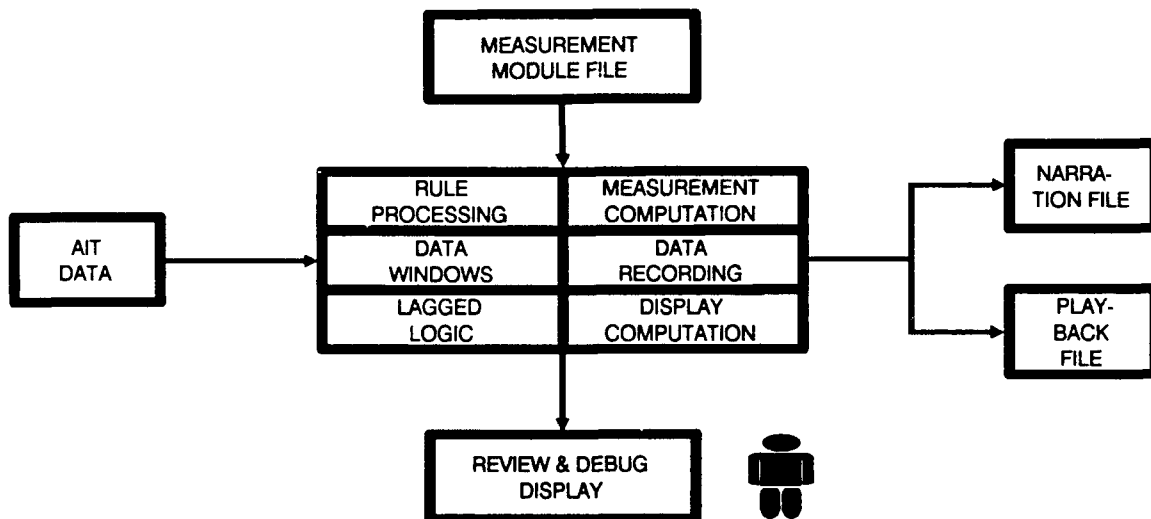 MEASUREMENT
MODULE FILE
RULE
PROCESSING
MEASUREMENT
COMPUTATION
NARRA-
TION FILE
AIT
DATA
DATA
WINDOWS
DATA
RECORDING
LAGGED
LOGIC
DISPLAY
COMPUTATION
PLAY-
BACK
FILE
REVIEW & DEBUG
DISPLAY